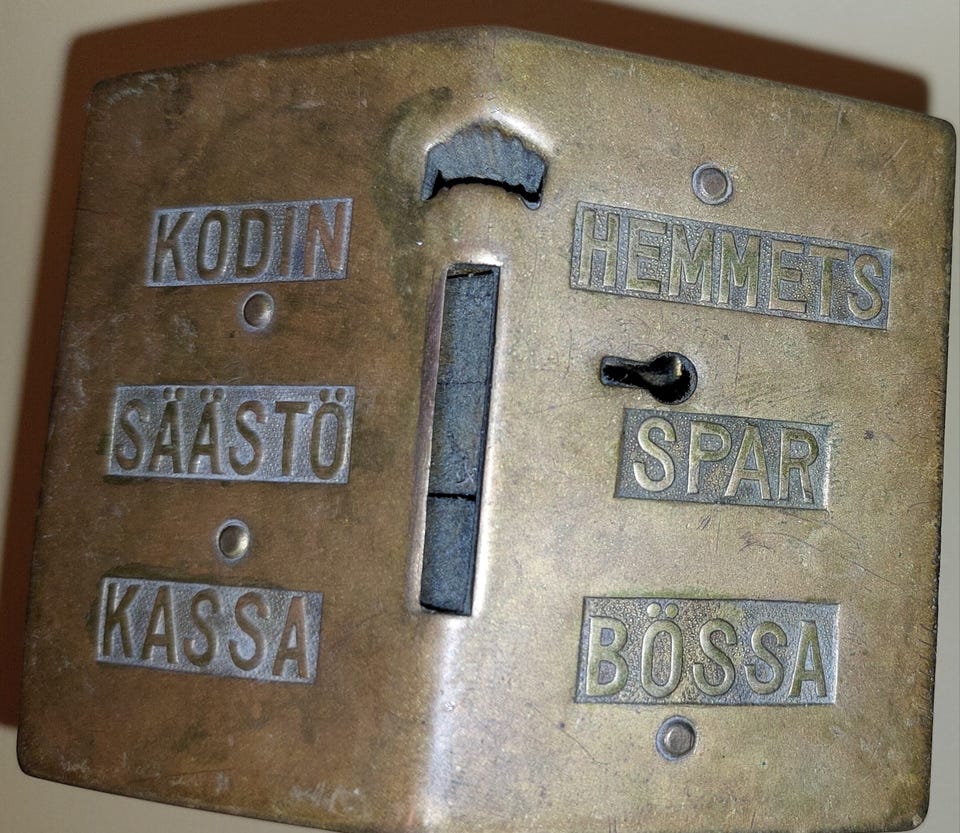 KODIN
SÄÄSTÖ
KASSA
HEMMETS
SPAR
BÖSSA